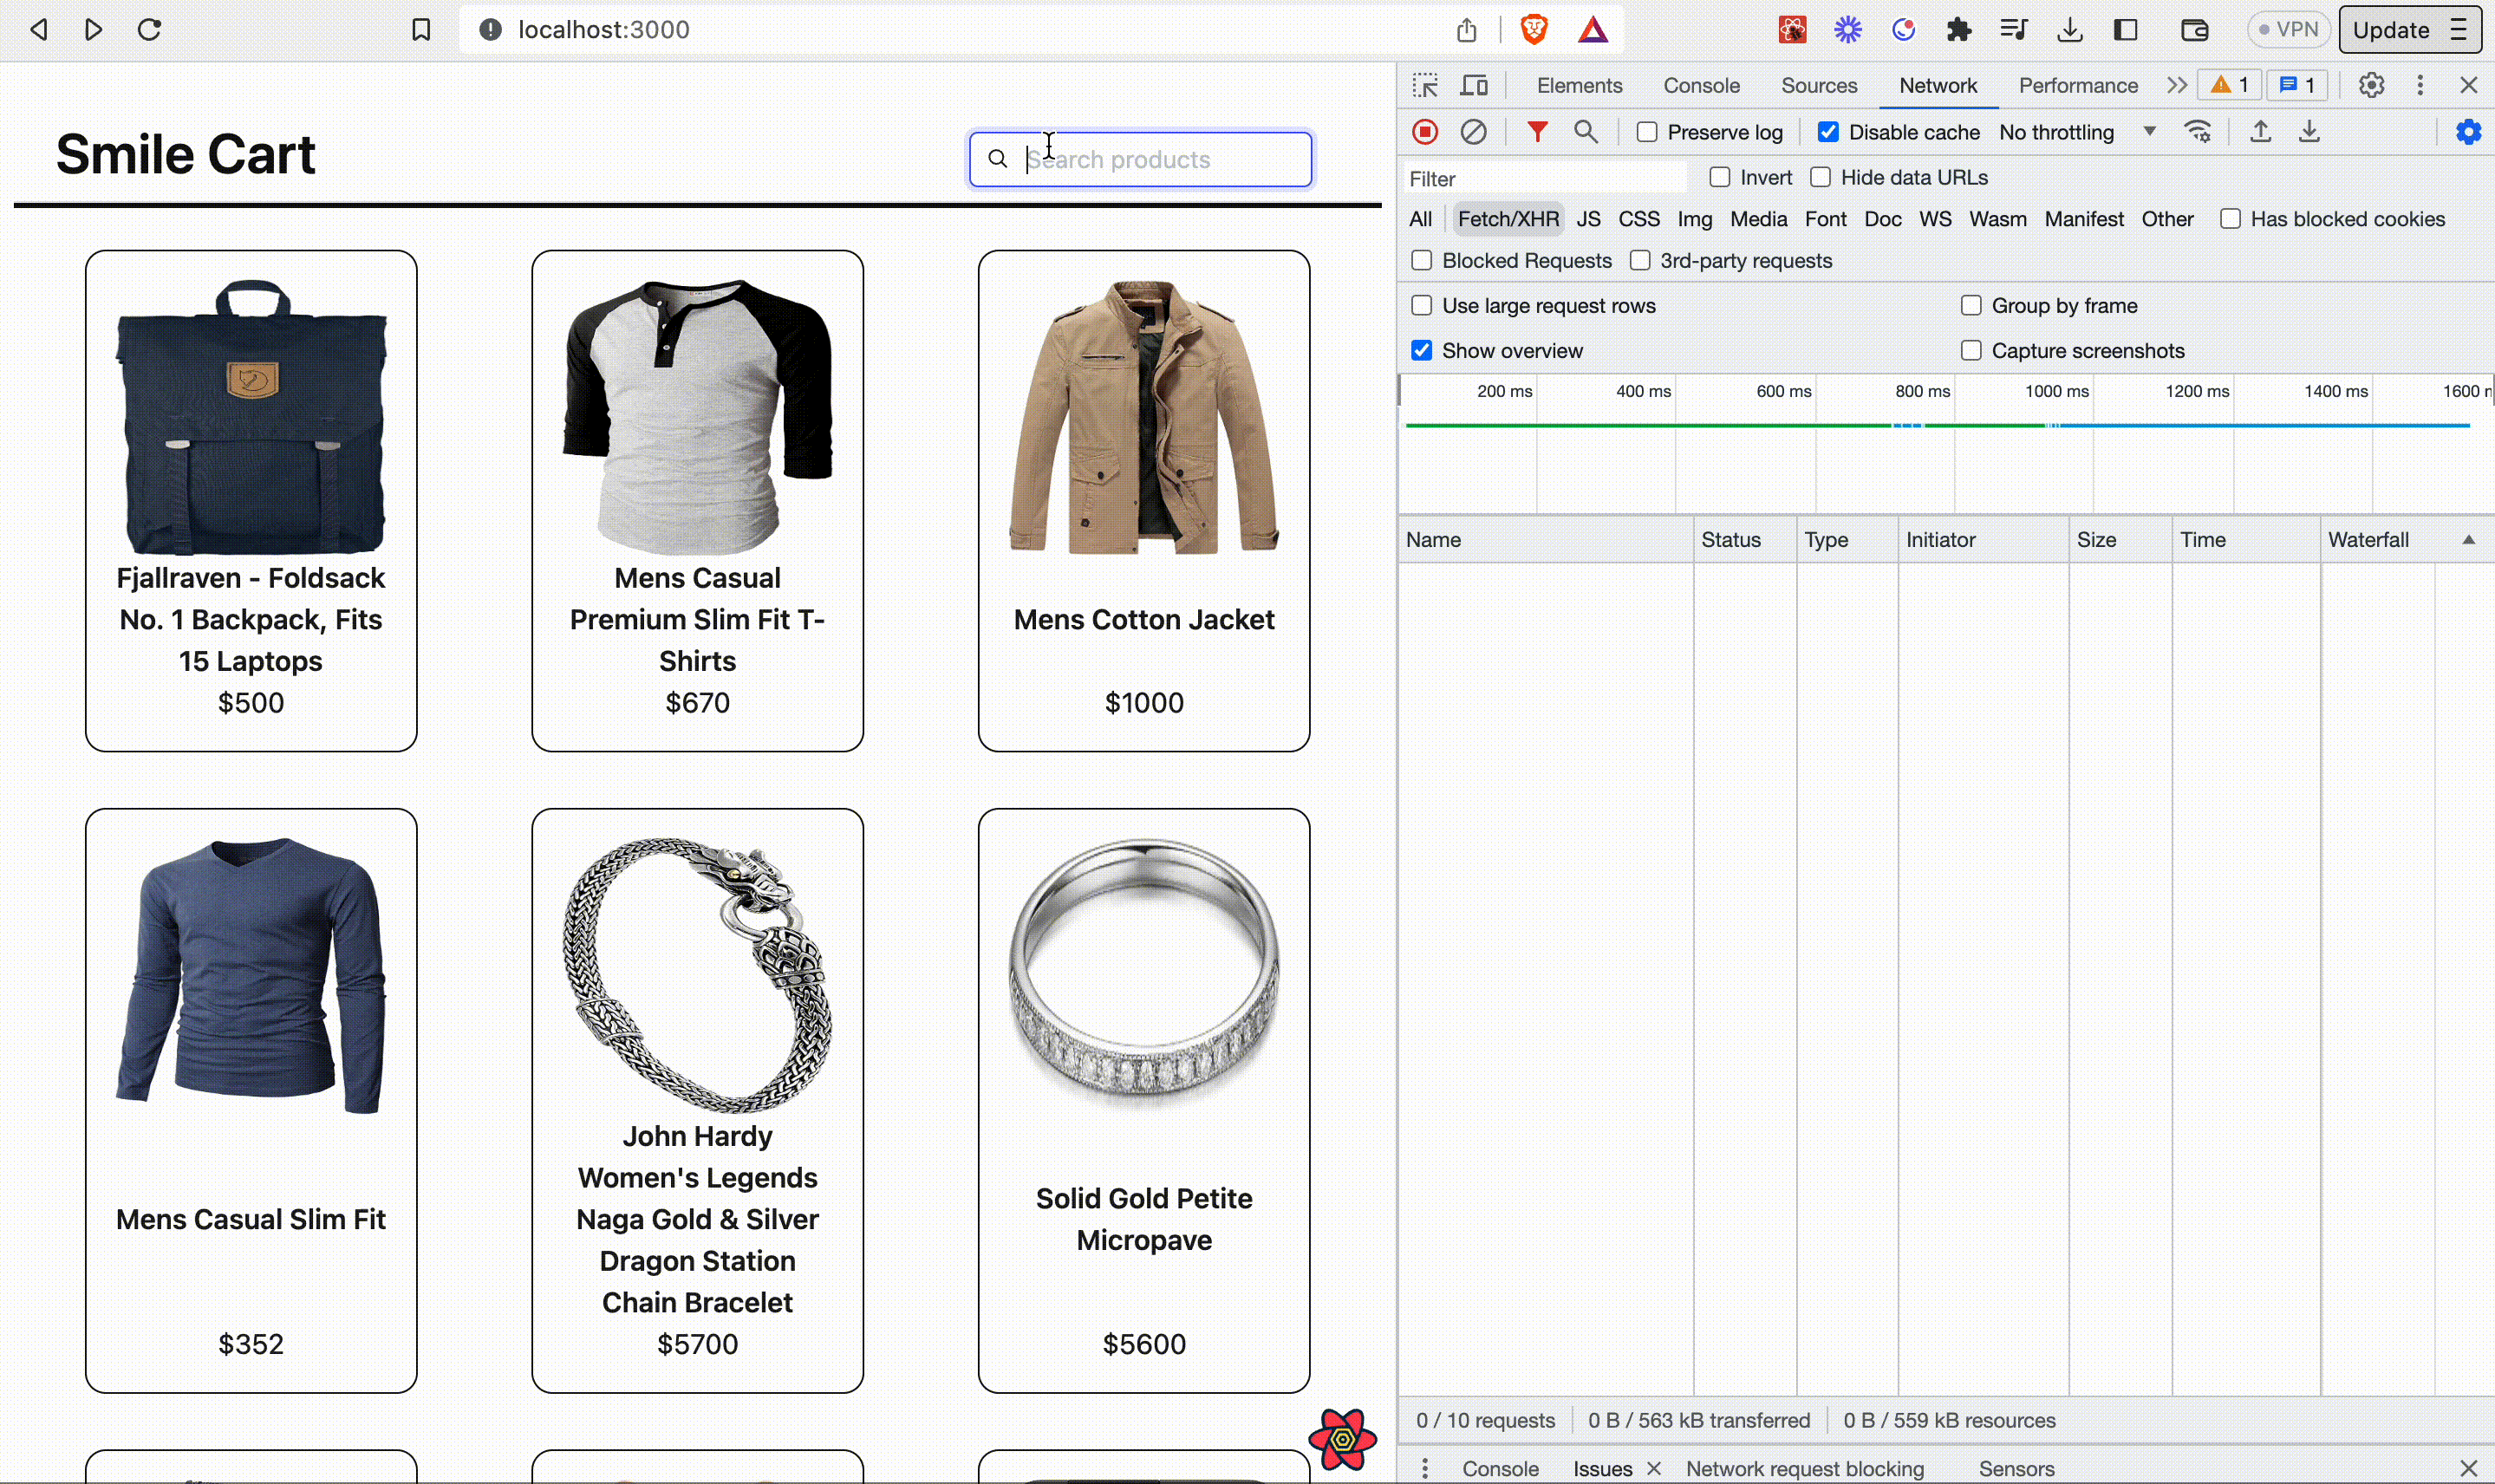 localhost:3000
VPN
Update
Elements
Console
Sources
Network
Performance
1
1
Preserve log
Disable cache
No throttling
Filter
Invert
Hide data URLs
All
Fetch/XHR
JS
CSS
Img
Media
Font
Doc
WS
Wasm
Manifest
Other
Has blocked cookies
Blocked Requests
3rd-party requests
Use large request rows
Group by frame
Show overview
Capture screenshots
200 ms
400 ms
600 ms
800 ms
1000 ms
1200 ms
1400 ms
1600
Name
Status
Type
Initiator
Size
Time
Waterfall
0 / 10 requests
0 B / 563 kB transferred
0 B / 559 kB resources
Console
Issues
Network request blocking
Sensors
Smile Cart
Search products
Fjallraven - Foldsack
No. 1 Backpack, Fits
15 Laptops
$500
Mens Casual
Premium Slim Fit T-
Shirts
$670
Mens Cotton Jacket
$1000
Mens Casual Slim Fit
$352
John Hardy
Women's Legends
Naga Gold & Silver
Dragon Station
Chain Bracelet
$5700
Solid Gold Petite
Micropave
$5600